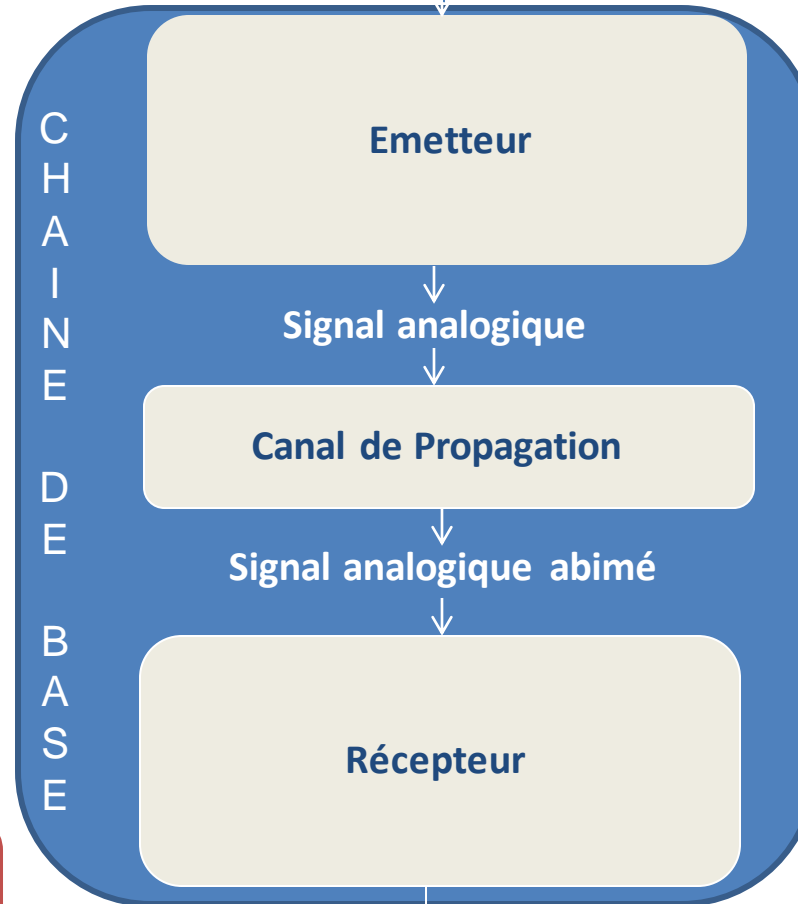 CHAINE DE BASE
Emetteur
Signal analogique
Canal de Propagation
Signal analogique abimé
Récepteur